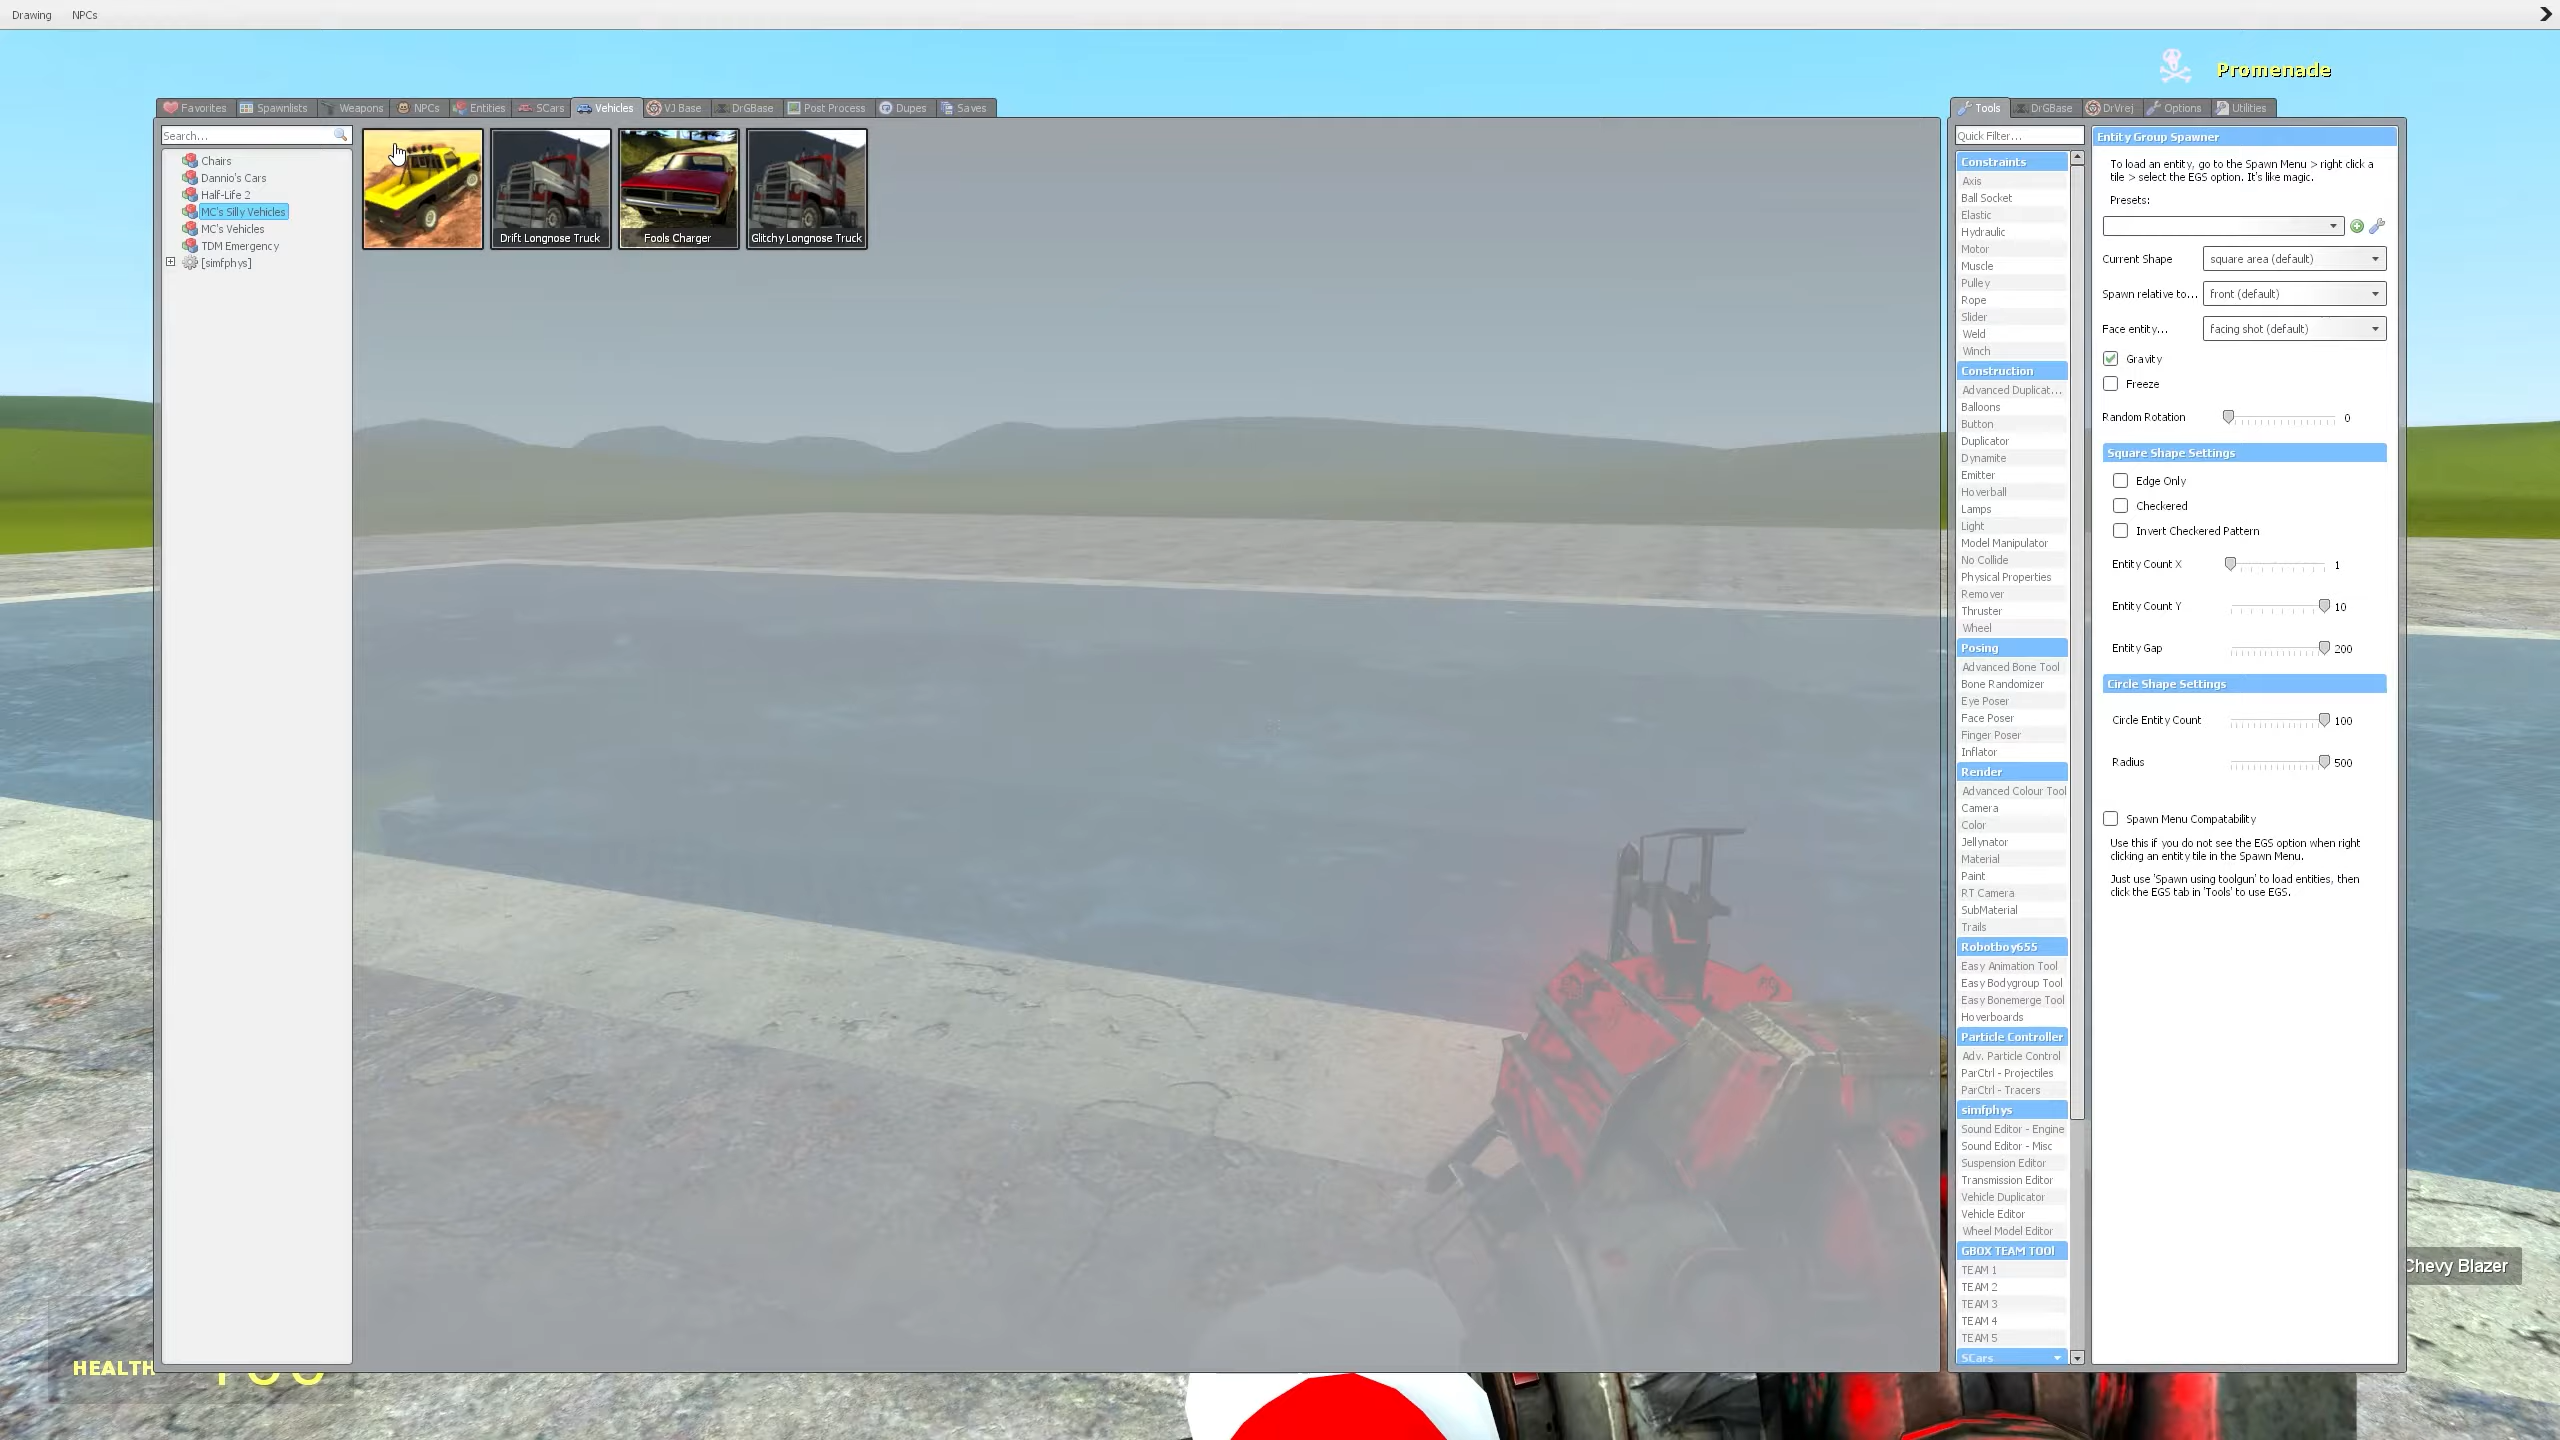 Drawing NPCs
Promenade
Favorites Spawnlists Weapons NPCs Entities SCars Vehicles VJ Base DrGBase Post Process Dupes Saves
Search...
Chairs
Dannio's Cars
Half-Life 2
MC's Silly Vehicles
MC's Vehicles
TDM Emergency
[simfphys]
Drift Longnose Truck
Fools Charger
Glitchy Longnose Truck
Tools DrGBase DrVrej Options Utilities
Quick Filter...
Constraints
Axis
Ball Socket
Elastic
Hydraulic
Motor
Muscle
Pulley
Rope
Slider
Weld
Winch
Construction
Advanced Duplicat...
Balloons
Button
Duplicator
Dynamite
Emitter
Hoverball
Lamps
Light
Model Manipulator
No Collide
Physical Properties
Remover
Thruster
Wheel
Posing
Advanced Bone Tool
Bone Randomizer
Eye Poser
Face Poser
Finger Poser
Inflator
Render
Advanced Colour Tool
Camera
Color
Jellynator
Material
Paint
RT Camera
SubMaterial
Trails
Robotboy655
Easy Animation Tool
Easy Bodygroup Tool
Easy Bonemerge Tool
Hoverboards
Particle Controller
Adv. Particle Control
ParCtrl - Projectiles
ParCtrl - Tracers
simfphys
Sound Editor - Engine
Sound Editor - Misc
Suspension Editor
Transmission Editor
Vehicle Duplicator
Vehicle Editor
Wheel Model Editor
GBOX TEAM TOOl
TEAM 1
TEAM 2
TEAM 3
TEAM 4
TEAM 5
SCars
Entity Group Spawner
To load an entity, go to the Spawn Menu > right click a
tile > select the EGS option. It's like magic.
Presets:
Current Shape square area (default)
Spawn relative to... front (default)
Face entity... facing shot (default)
Gravity
Freeze
Random Rotation 0
Square Shape Settings
Edge Only
Checkered
Invert Checkered Pattern
Entity Count X 1
Entity Count Y 10
Entity Gap 200
Circle Shape Settings
Circle Entity Count 100
Radius 500
Spawn Menu Compatability
Use this if you do not see the EGS option when right
clicking an entity tile in the Spawn Menu.
Just use 'Spawn using toolgun' to load entities, then
click the EGS tab in 'Tools' to use EGS.
Chevy Blazer
HEALTH 100